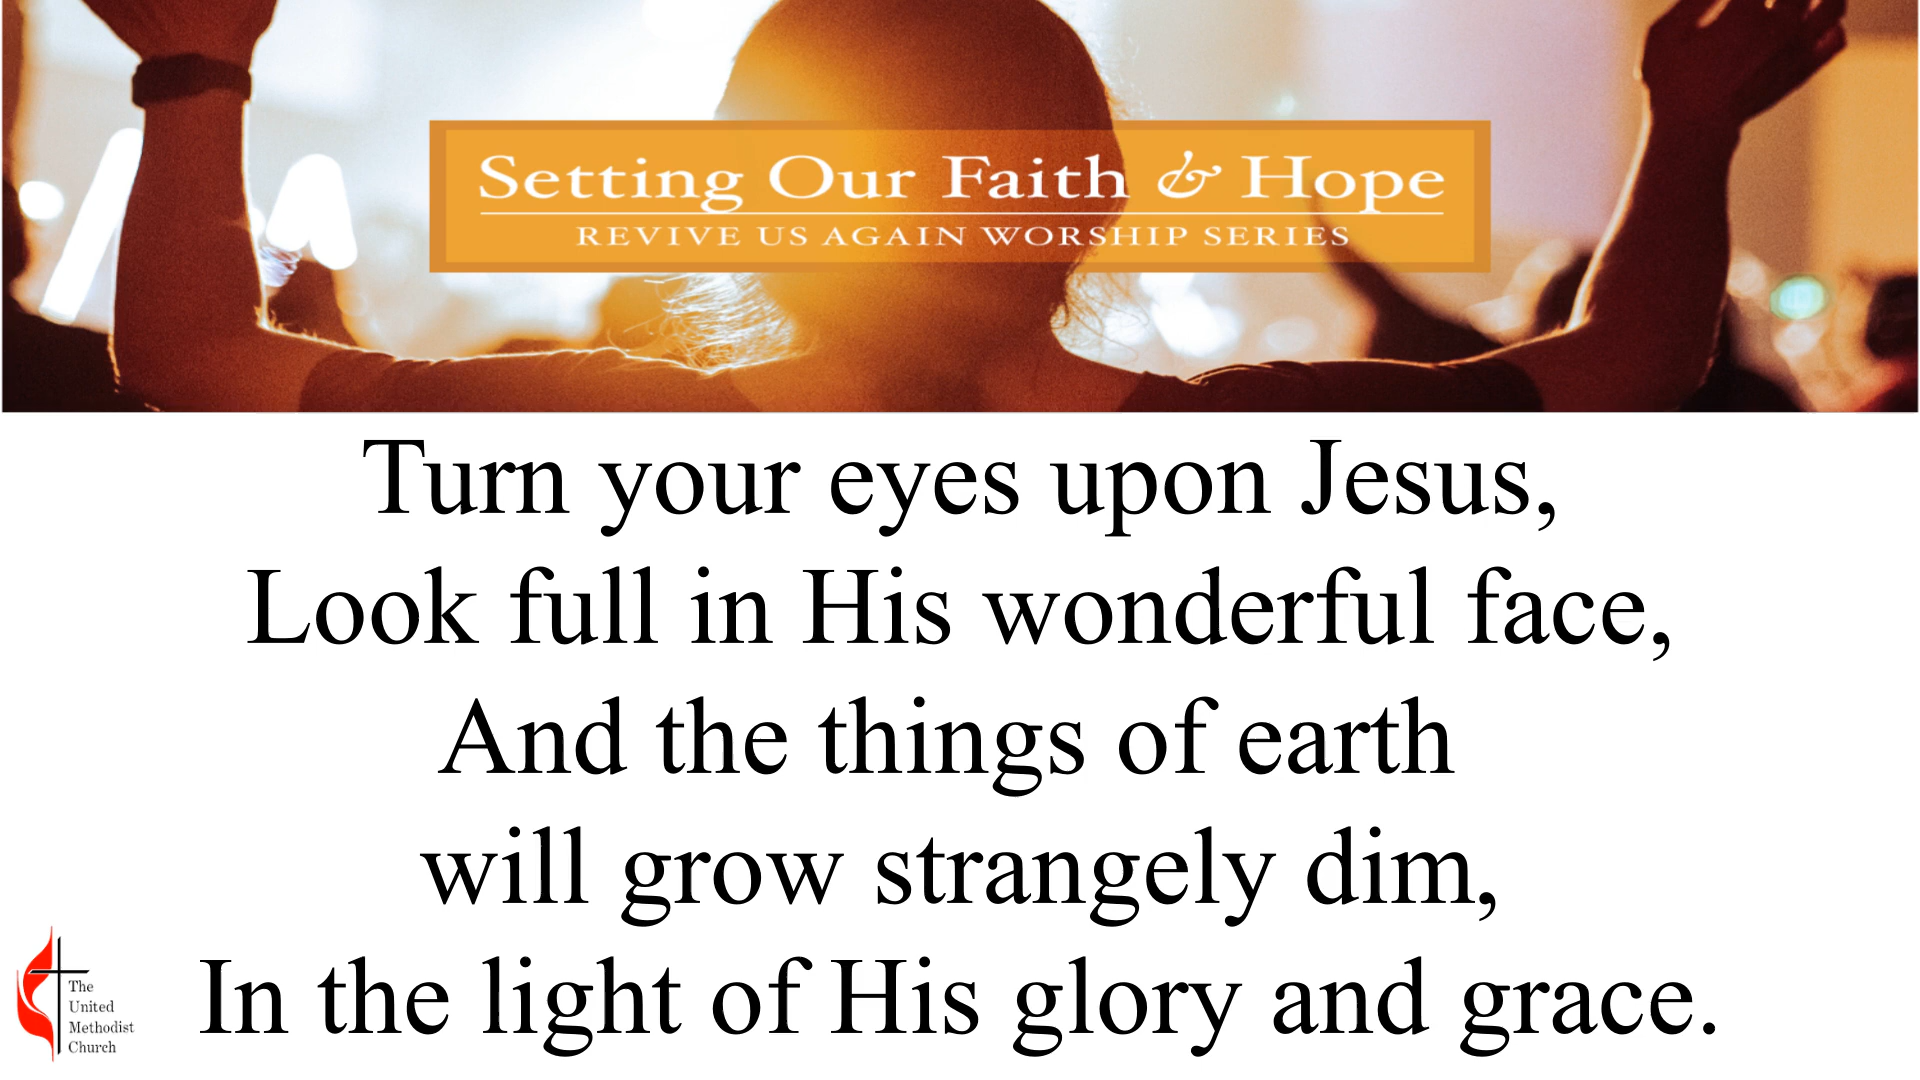 Setting Our Faith & Hope
REVIVE US AGAIN WORSHIP SERIES
Turn your eyes upon Jesus,
Look full in His wonderful face,
And the things of earth
will grow strangely dim,
In the light of His glory and grace.
The
United
Methodist
Church